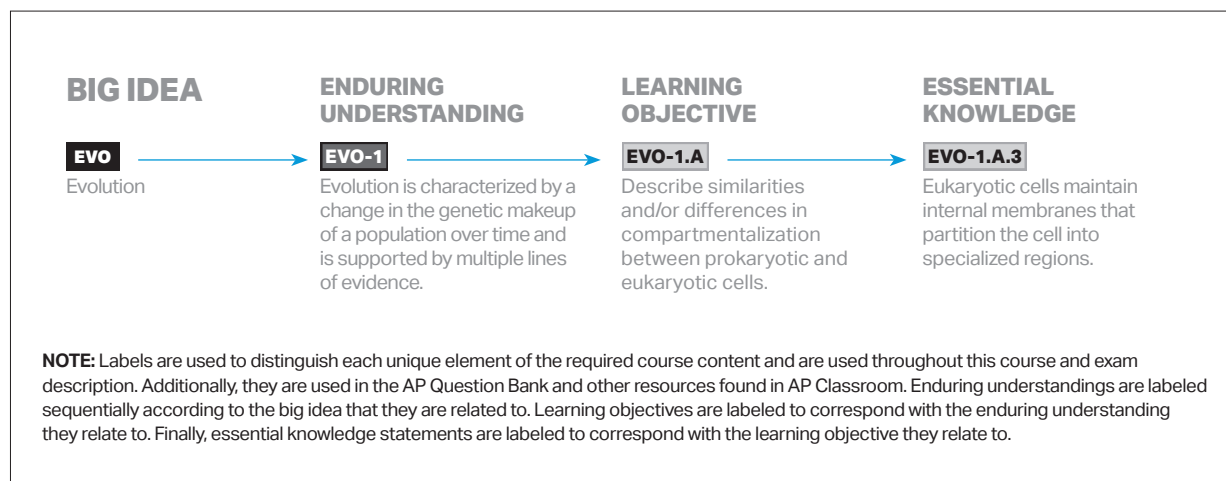 BIG IDEA
EVO
Evolution
ENDURING
UNDERSTANDING
EVO-1
Evolution is characterized by a
change in the genetic makeup
of a population over time and
is supported by multiple lines
of evidence.
LEARNING
OBJECTIVE
EVO-1.A
Describe similarities
and/or differences in
compartmentalization
between prokaryotic and
eukaryotic cells.
ESSENTIAL
KNOWLEDGE
EVO-1.A.3
Eukaryotic cells maintain
internal membranes that
partition the cell into
specialized regions.
NOTE: Labels are used to distinguish each unique element of the required course content and are used throughout this course and exam
description. Additionally, they are used in the AP Question Bank and other resources found in AP Classroom. Enduring understandings are labeled
sequentially according to the big idea that they are related to. Learning objectives are labeled to correspond with the enduring understanding
they relate to. Finally, essential knowledge statements are labeled to correspond with the learning objective they relate to.